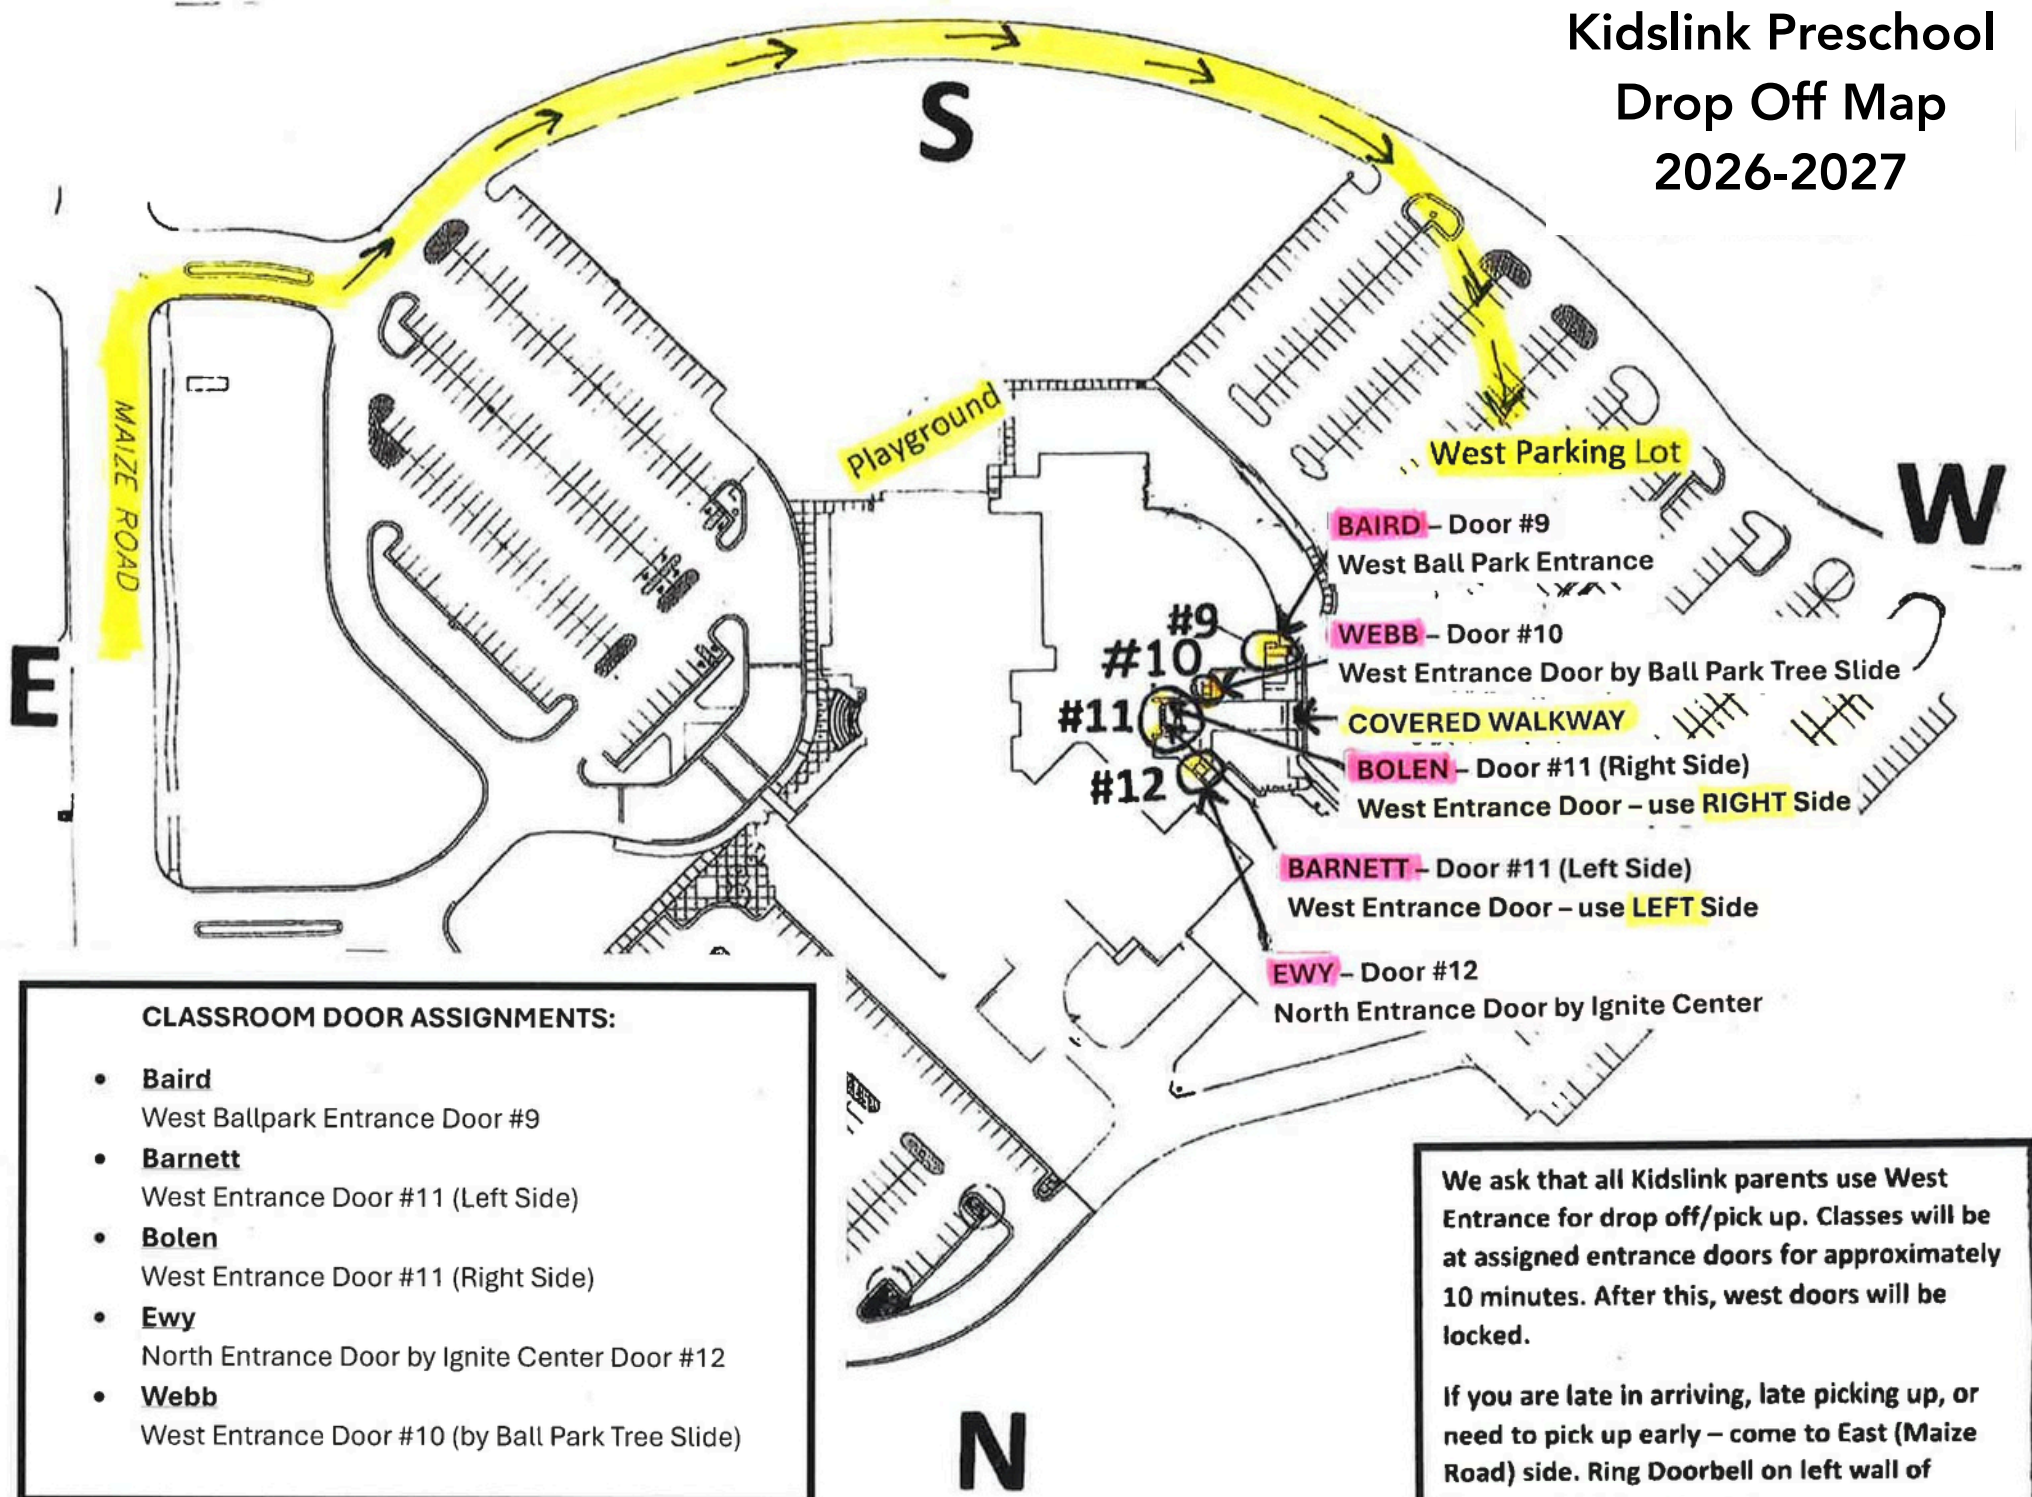 Kidslink Preschool
Drop Off Map
2026-2027
S
MAIZE ROAD
Playground
West Parking Lot
W
BAIRD – Door #9
West Ball Park Entrance
#9
WEBB – Door #10
#10
West Entrance Door by Ball Park Tree Slide
E
#11
COVERED WALKWAY
BOLEN – Door #11 (Right Side)
#12
West Entrance Door – use RIGHT Side
BARNETT – Door #11 (Left Side)
West Entrance Door – use LEFT Side
EWY – Door #12
North Entrance Door by Ignite Center
CLASSROOM DOOR ASSIGNMENTS:
• Baird
West Ballpark Entrance Door #9
• Barnett
West Entrance Door #11 (Left Side)
• Bolen
West Entrance Door #11 (Right Side)
• Ewy
North Entrance Door by Ignite Center Door #12
• Webb
West Entrance Door #10 (by Ball Park Tree Slide)
N
We ask that all Kidslink parents use West
Entrance for drop off/pick up. Classes will be
at assigned entrance doors for approximately
10 minutes. After this, west doors will be
locked.
If you are late in arriving, late picking up, or
need to pick up early – come to East (Maize
Road) side. Ring Doorbell on left wall of